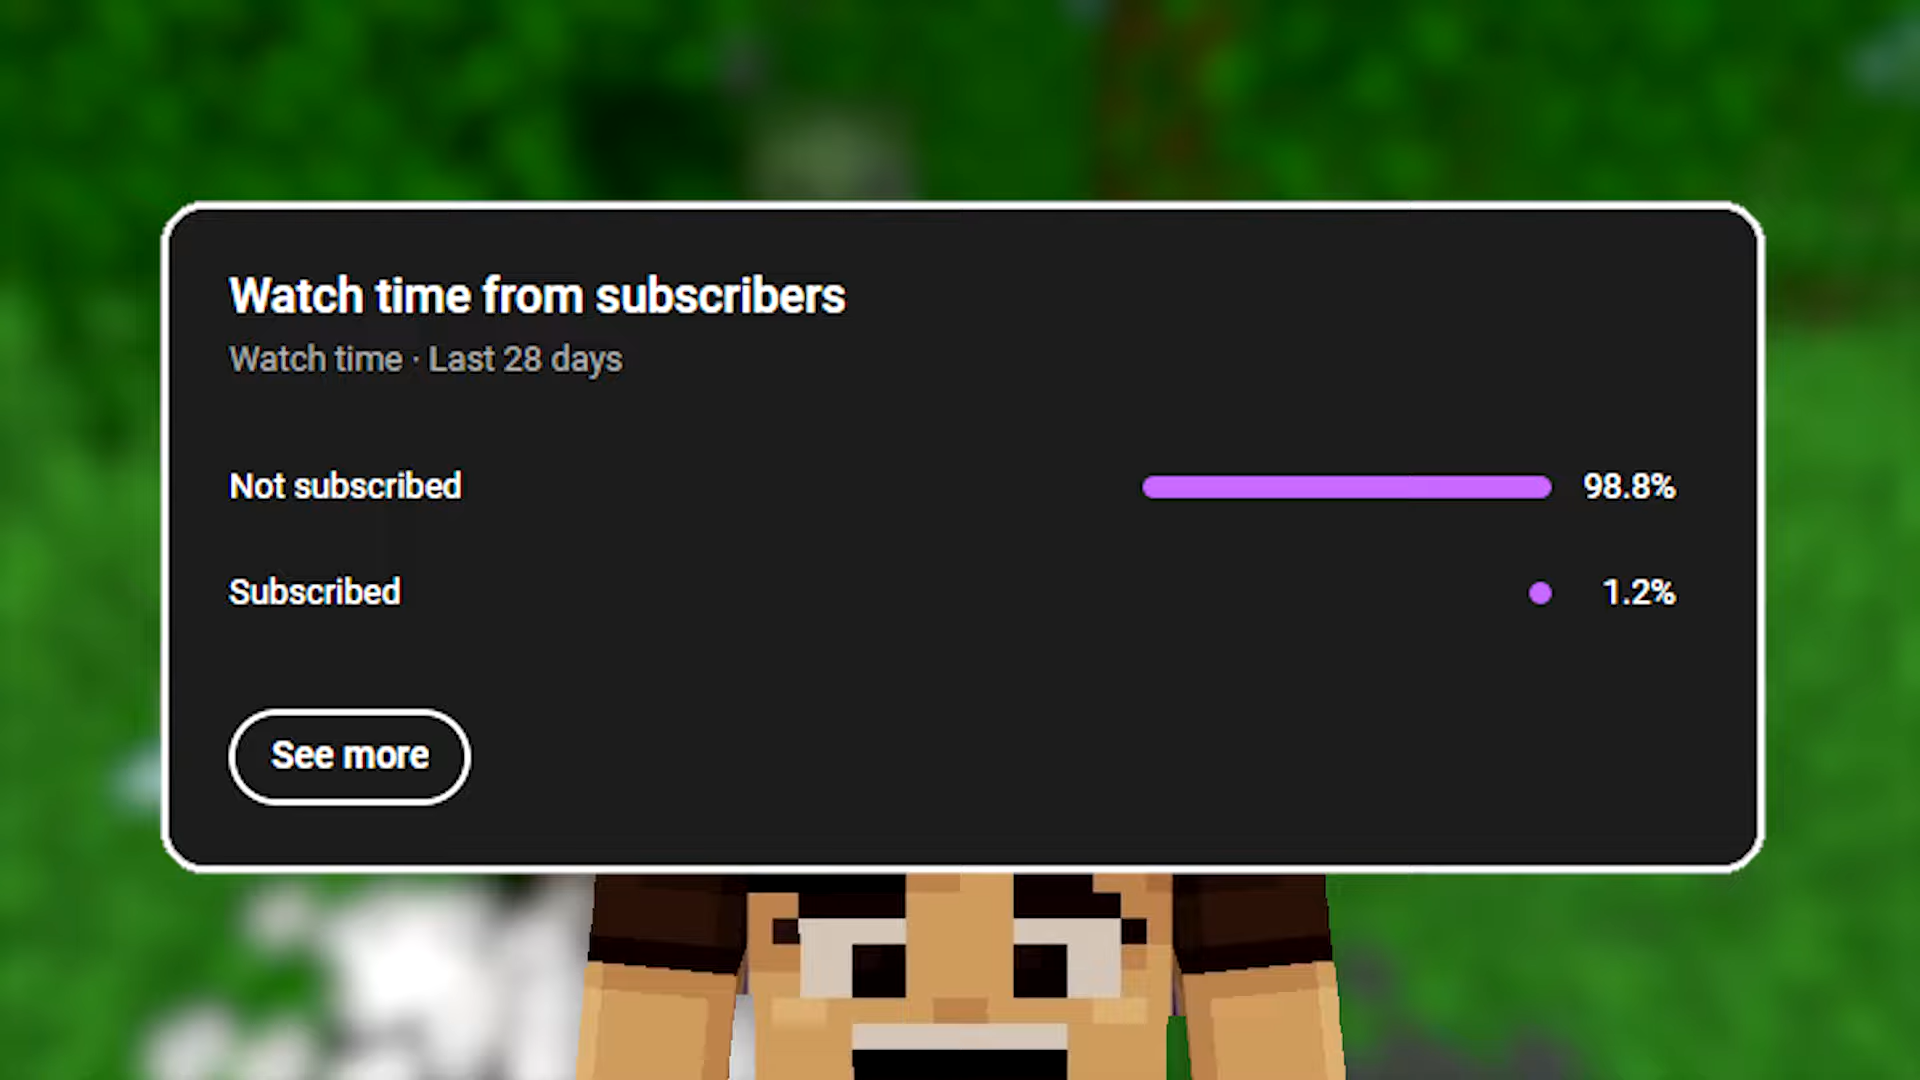 Watch time from subscribers
Watch time · Last 28 days
Not subscribed 98.8%
Subscribed 1.2%
See more